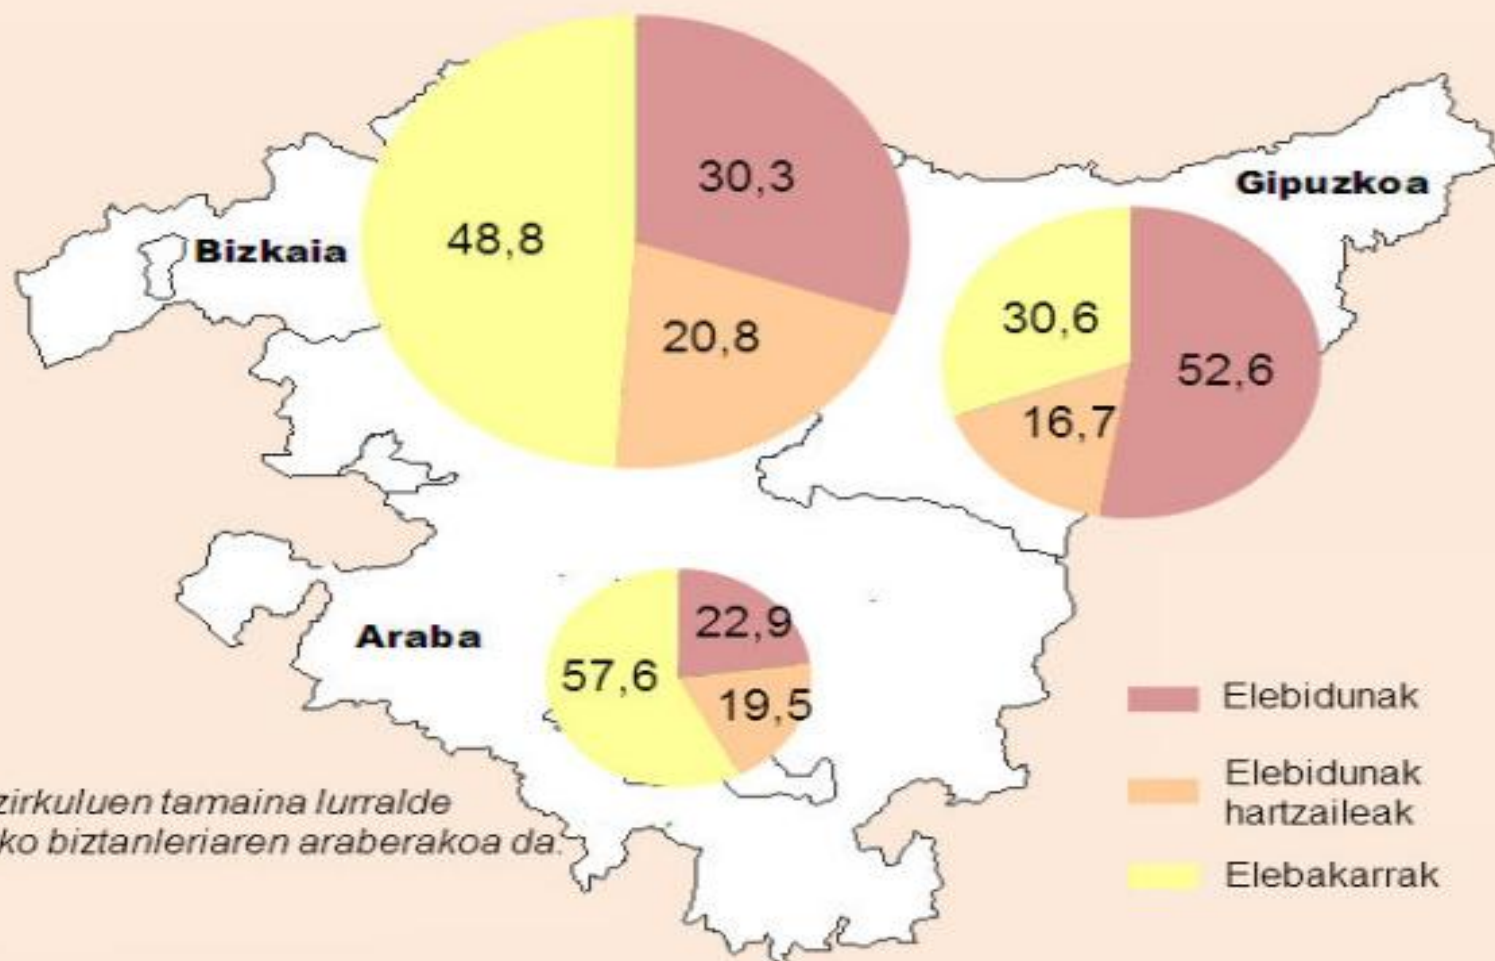 30,3
Gipuzkoa
48,8
Bizkaia
20,8
30,6
52,6
16,7
22,9
Araba
57,6
19,5
Elebidunak
Elebidunak
hartzaileak
Elebakarrak
zirkuluen tamaina lurralde
ko biztanleriaren araberakoa da.